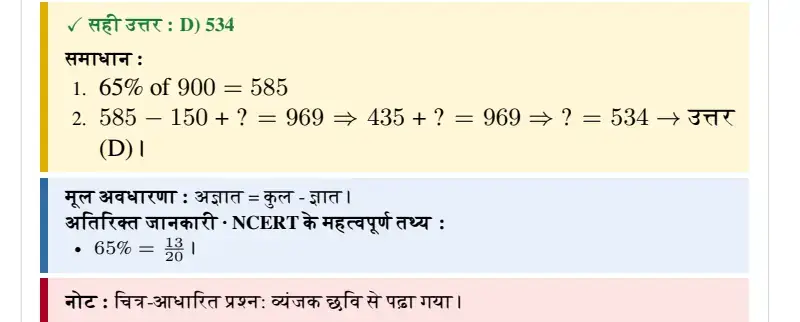 ✓ सही उत्तर : D) 534
समाधान :
1. 65% of 900 = 585
2. 585 − 150 + ? = 969 ⇒ 435 + ? = 969 ⇒ ? = 534 → उत्तर
(D)।
मूल अवधारणा : अज्ञात = कुल - ज्ञात।
अतिरिक्त जानकारी · NCERT के महत्वपूर्ण तथ्य :
• 65% = 13/20।
नोट : चित्र-आधारित प्रश्न: व्यंजक छवि से पढ़ा गया।